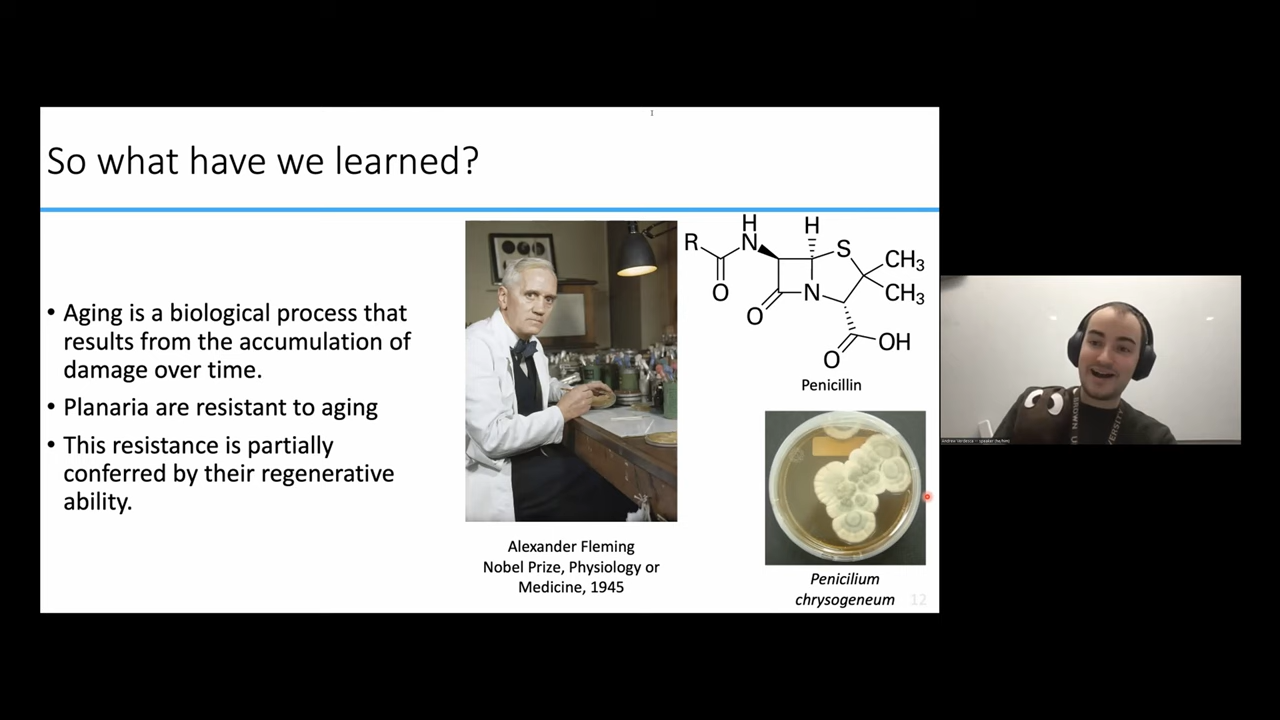 So what have we learned?
• Aging is a biological process that
results from the accumulation of
damage over time.
• Planaria are resistant to aging
• This resistance is partially
conferred by their regenerative
ability.
Alexander Fleming
Nobel Prize, Physiology or
Medicine, 1945
H
H
R
N
S
CH₃
CH₃
N
O
O
OH
O
Penicillin
Penicilium
chrysogeneum
12
BROWN U
VERSITY